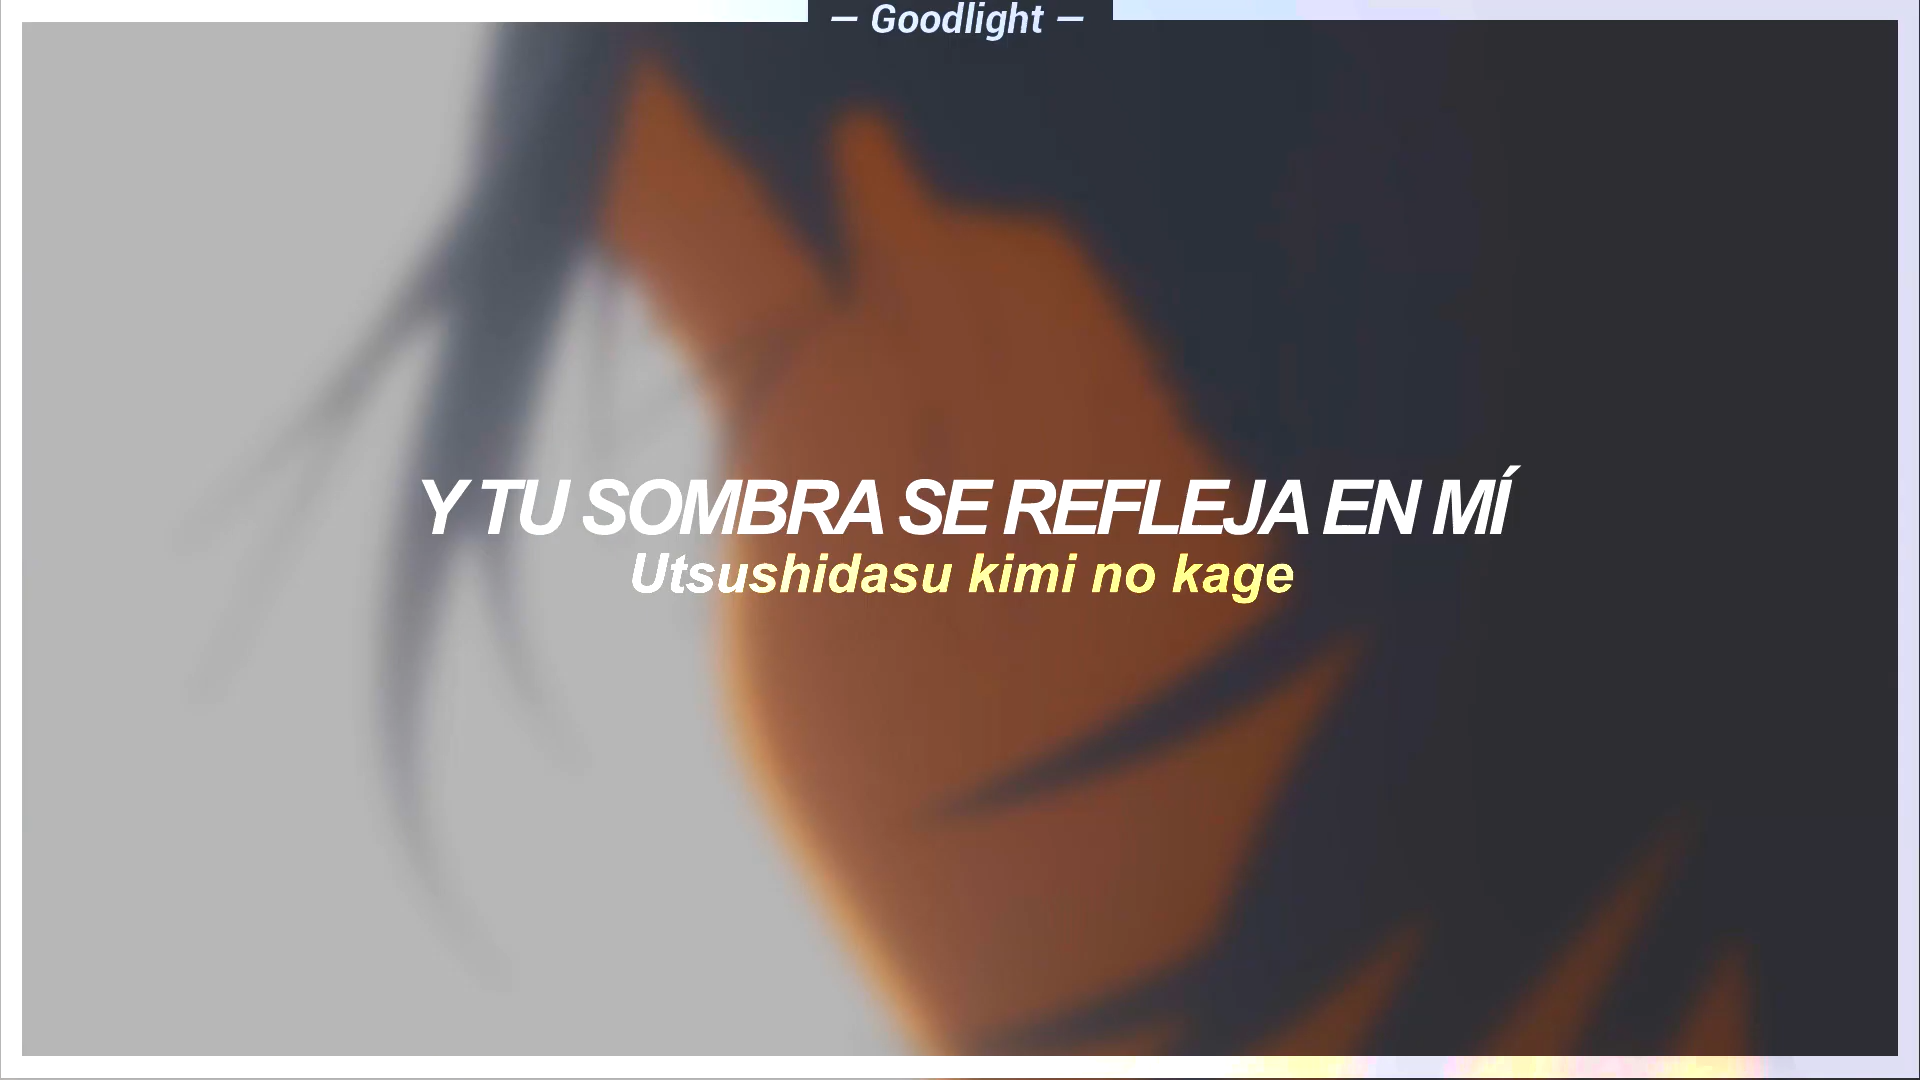 — Goodlight —
Y TU SOMBRA SE REFLEJA EN MÍ
Utsushidasu kimi no kage